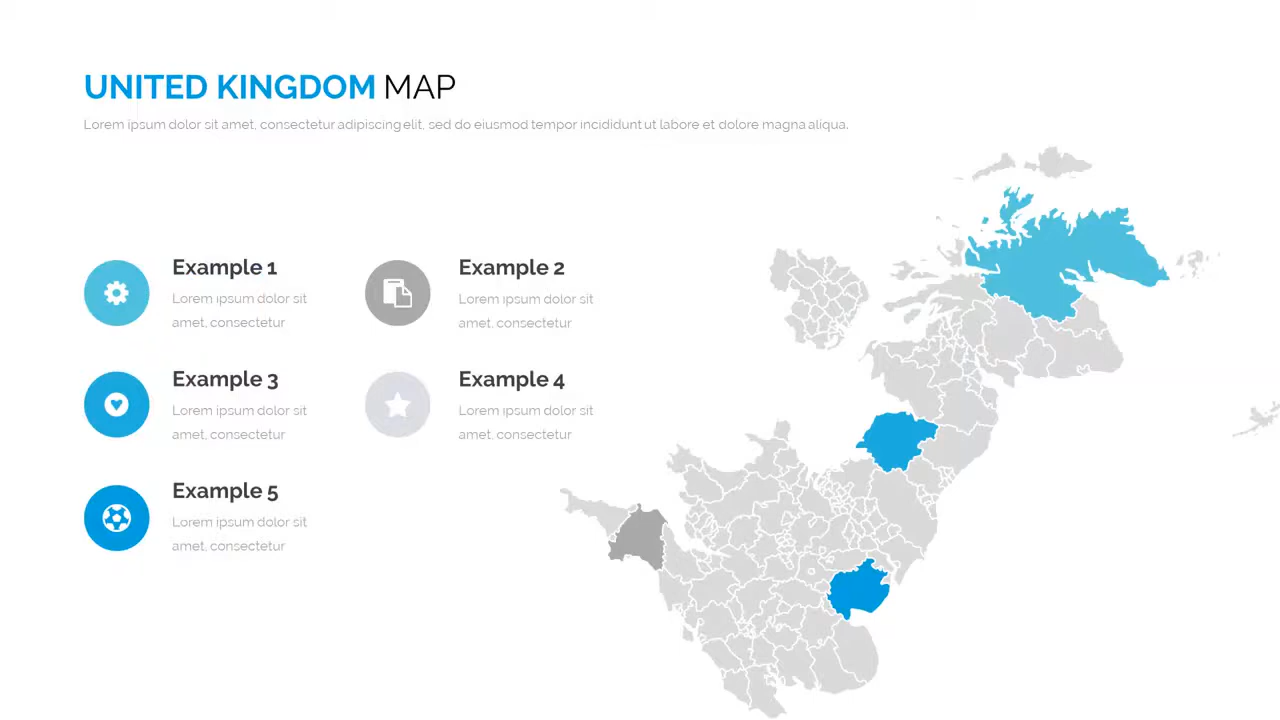 UNITED KINGDOM MAP
Lorem ipsum dolor sit amet, consectetur adipiscing elit, sed do eiusmod tempor incididunt ut labore et dolore magna aliqua.
Example 1
Lorem ipsum dolor sit
amet, consectetur
Example 2
Lorem ipsum dolor sit
amet, consectetur
Example 3
Lorem ipsum dolor sit
amet, consectetur
Example 4
Lorem ipsum dolor sit
amet, consectetur
Example 5
Lorem ipsum dolor sit
amet, consectetur